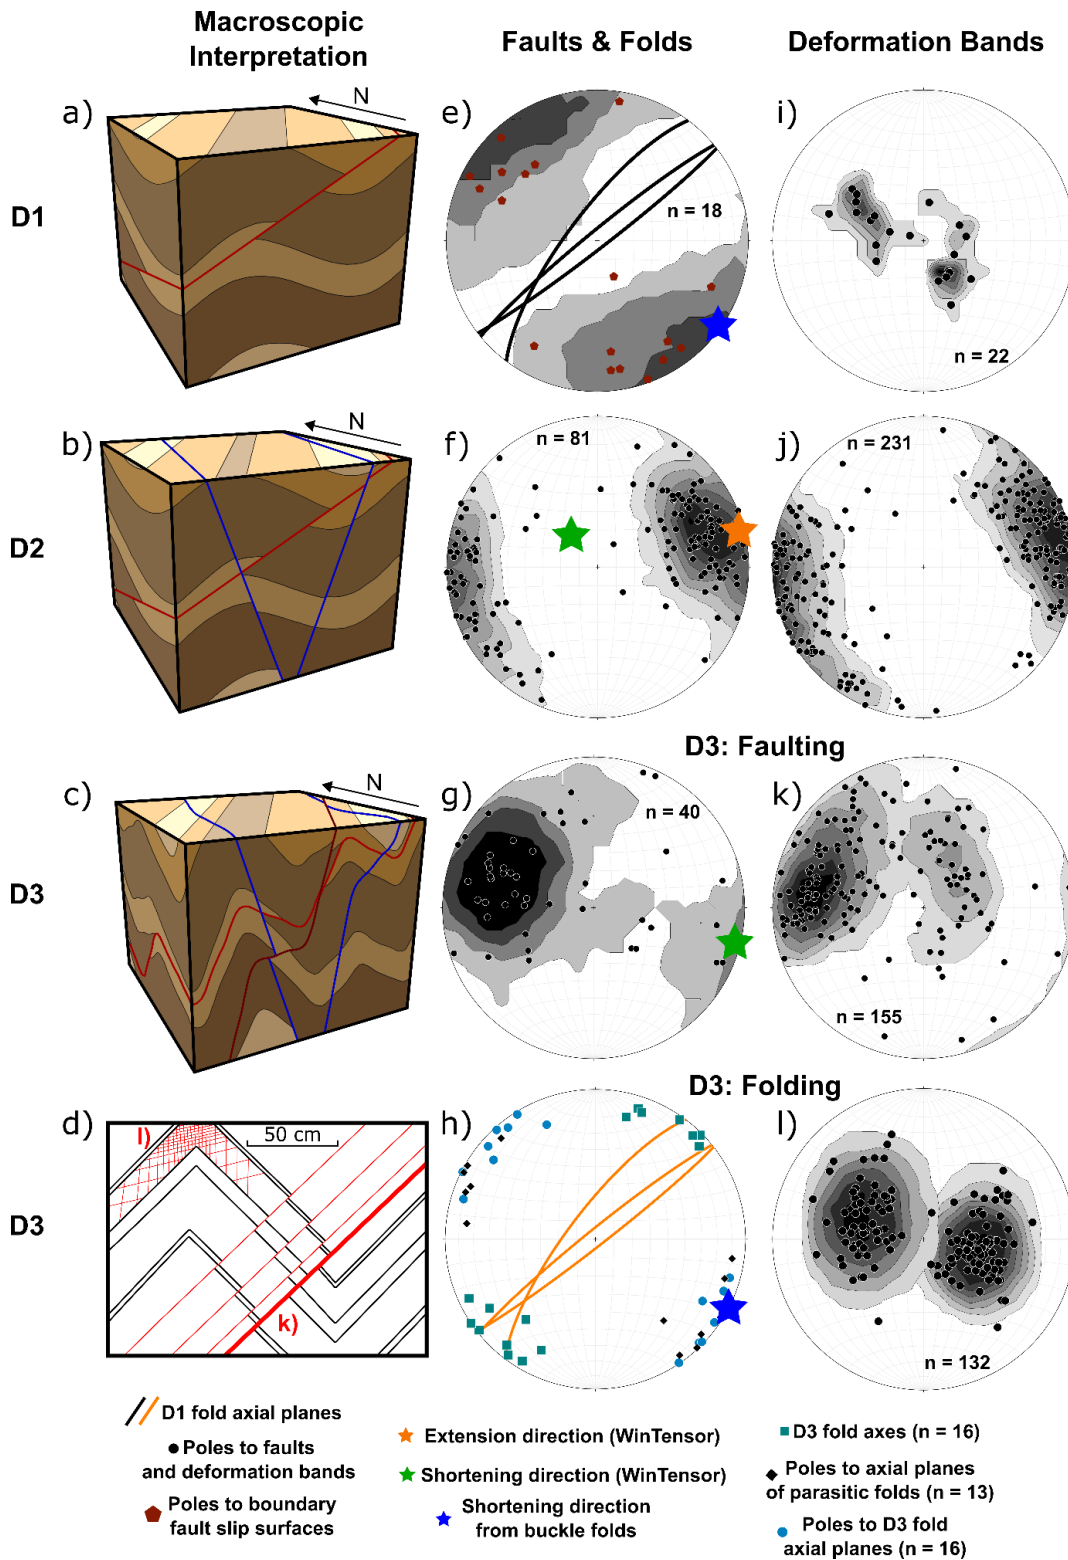 Macroscopic
Interpretation
Faults & Folds
Deformation Bands
a)
N
e)
n = 18
i)
n = 22
D1
b)
N
f)
n = 81
j)
n = 231
D2
D3: Faulting
c)
N
g)
n = 40
k)
n = 155
D3
D3: Folding
d)
l)
50 cm
k)
h)
l)
n = 132
D3
D1 fold axial planes
Poles to faults
and deformation bands
Poles to boundary
fault slip surfaces
Extension direction (WinTensor)
Shortening direction (WinTensor)
Shortening direction
from buckle folds
D3 fold axes (n = 16)
Poles to axial planes
of parasitic folds (n = 13)
Poles to D3 fold
axial planes (n = 16)